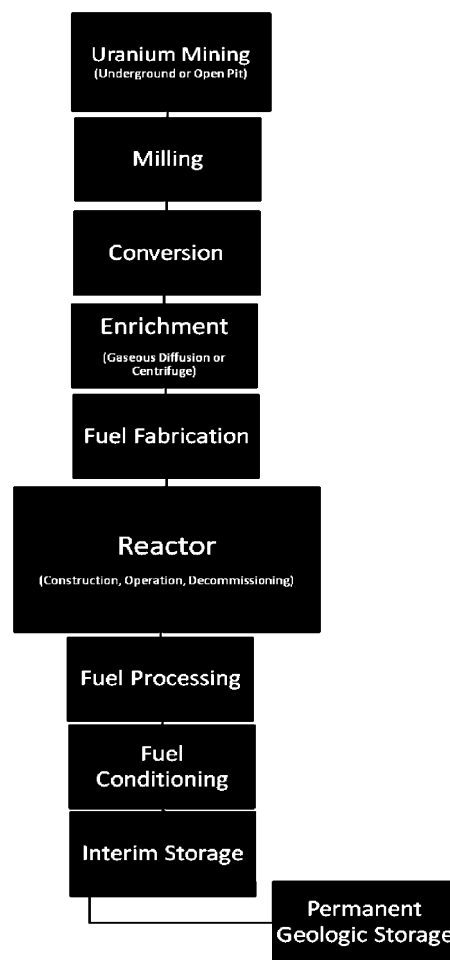 Uranium Mining
(Underground or Open Pit)
Milling
Conversion
Enrichment
(Gaseous Diffusion or
Centrifuge)
Fuel Fabrication
Reactor
(Construction, Operation, Decommissioning)
Fuel Processing
Fuel
Conditioning
Interim Storage
Permanent
Geologic Storage